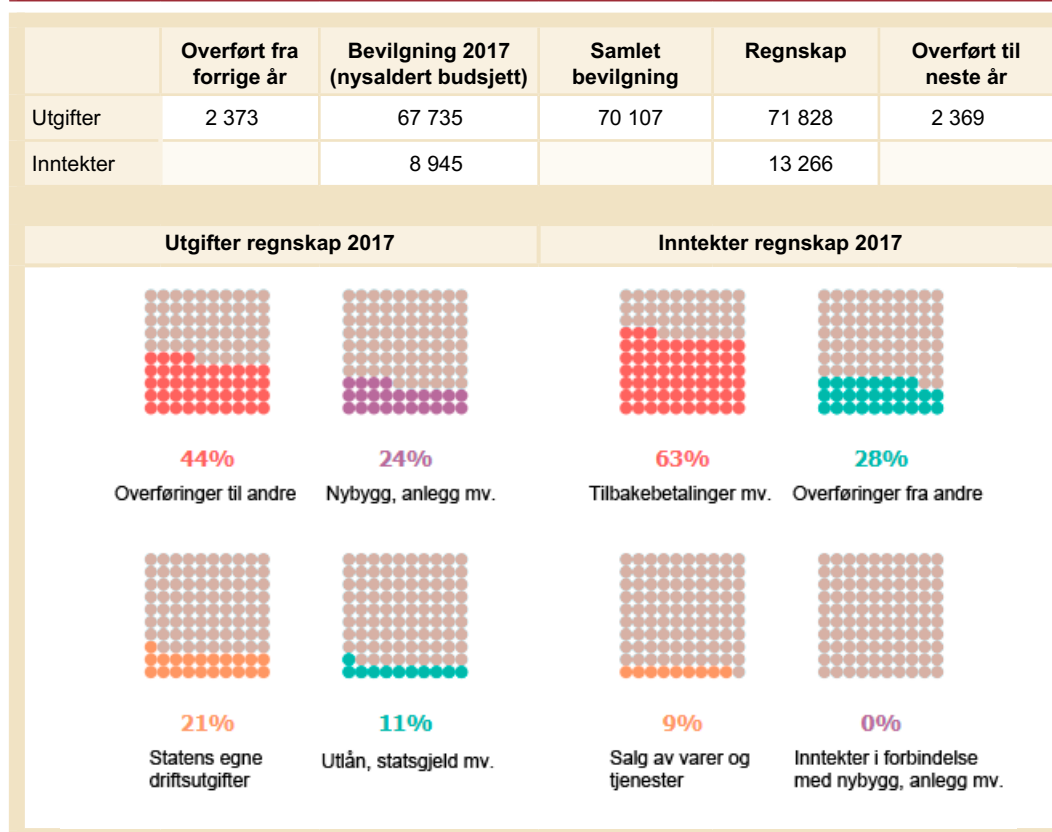 Overført fra forrige år
Bevilgning 2017 (nysaldert budsjett)
Samlet bevilgning
Regnskap
Overført til neste år
Utgifter 2 373 67 735 70 107 71 828 2 369
Inntekter 8 945 13 266
Utgifter regnskap 2017 Inntekter regnskap 2017
44% 24% 63% 28%
Overføringer til andre Nybygg, anlegg mv. Tilbakebetalinger mv. Overføringer fra andre
21% 11% 9% 0%
Statens egne driftsutgifter
Utlån, statsgjeld mv.
Salg av varer og tjenester
Inntekter i forbindelse med nybygg, anlegg mv.